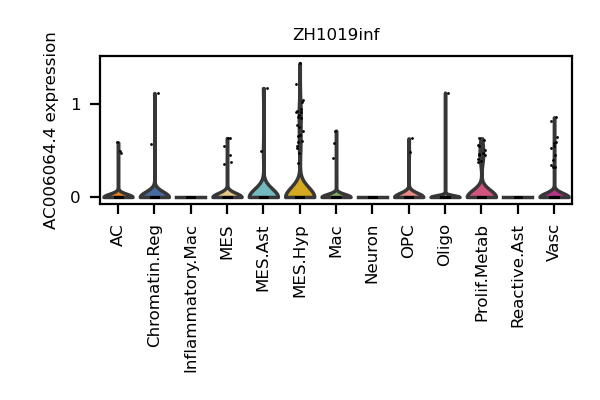 ZH1019inf
AC006064.4 expression
1
0
AC
Chromatin.Reg
Inflammatory.Mac
MES
MES.Ast
MES.Hyp
Mac
Neuron
OPC
Oligo
Prolif.Metab
Reactive.Ast
Vasc